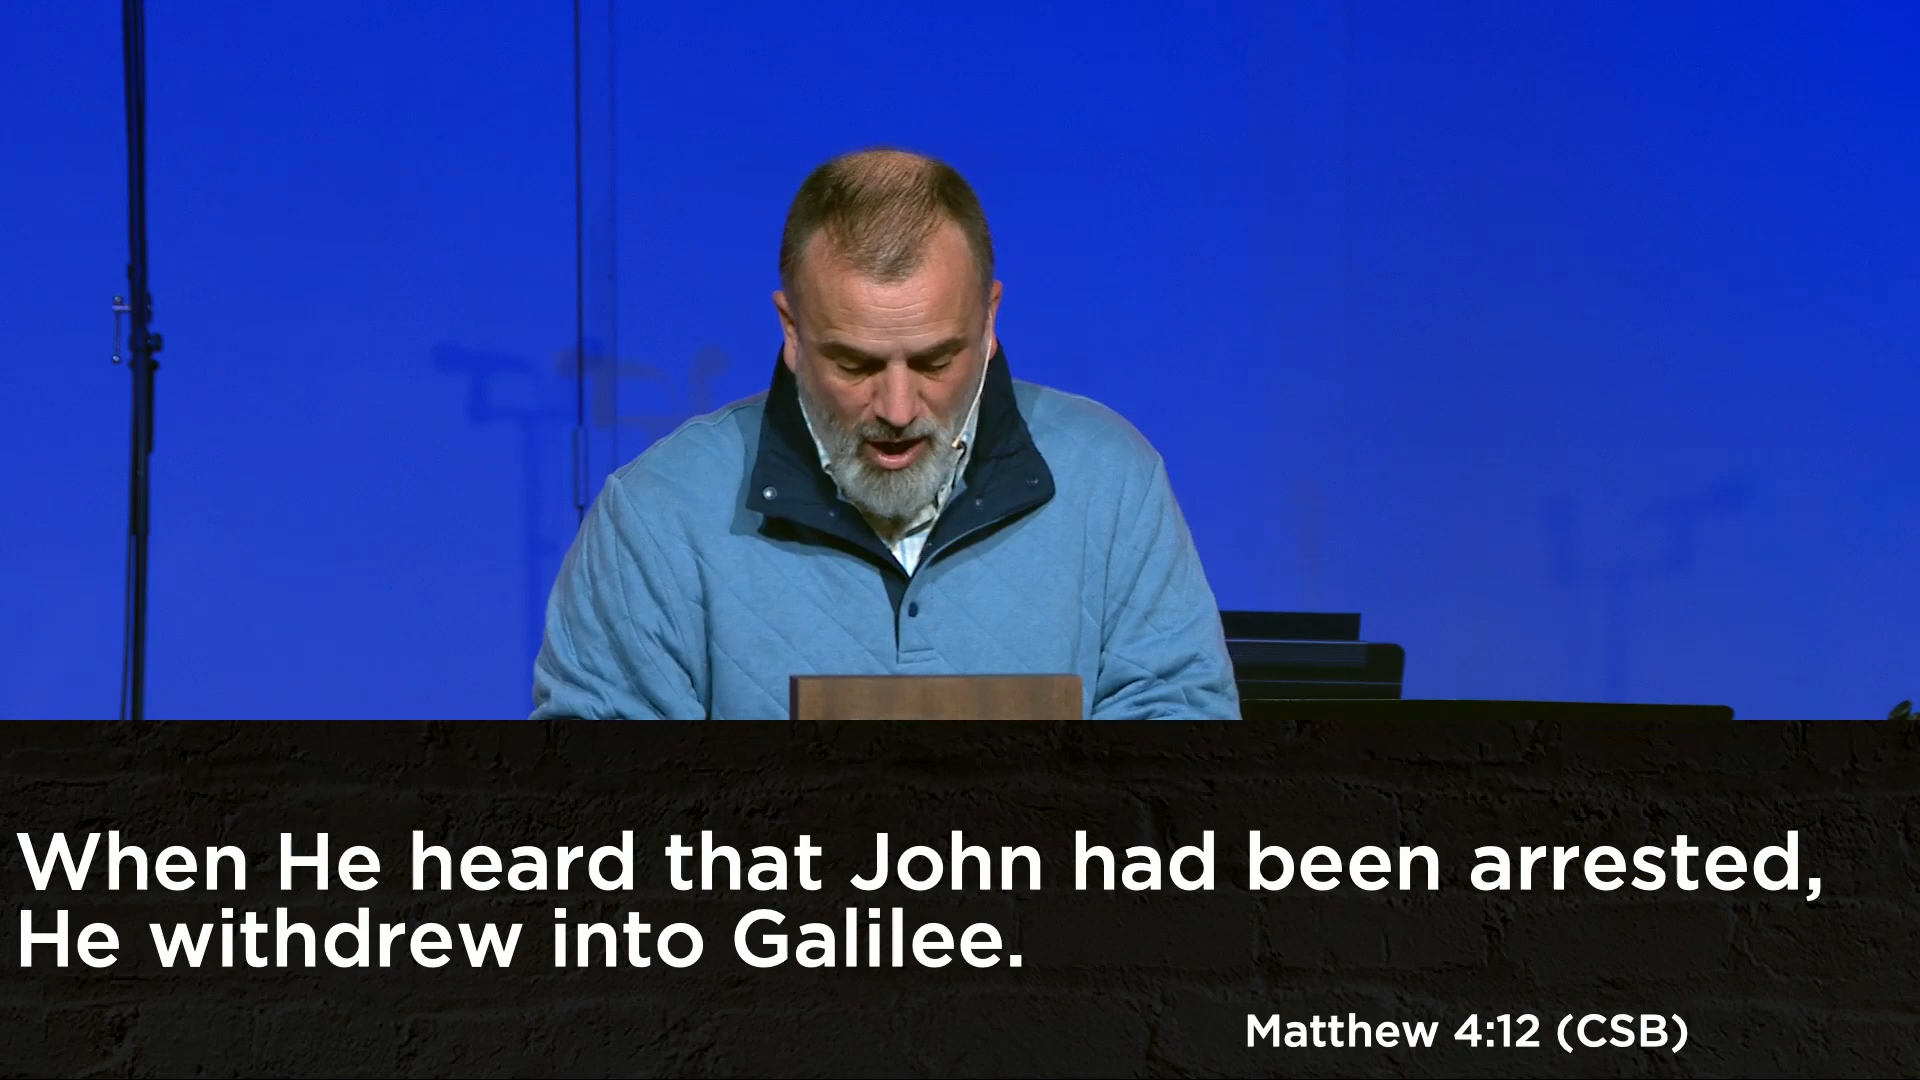 When He heard that John had been arrested,
He withdrew into Galilee.
Matthew 4:12 (CSB)